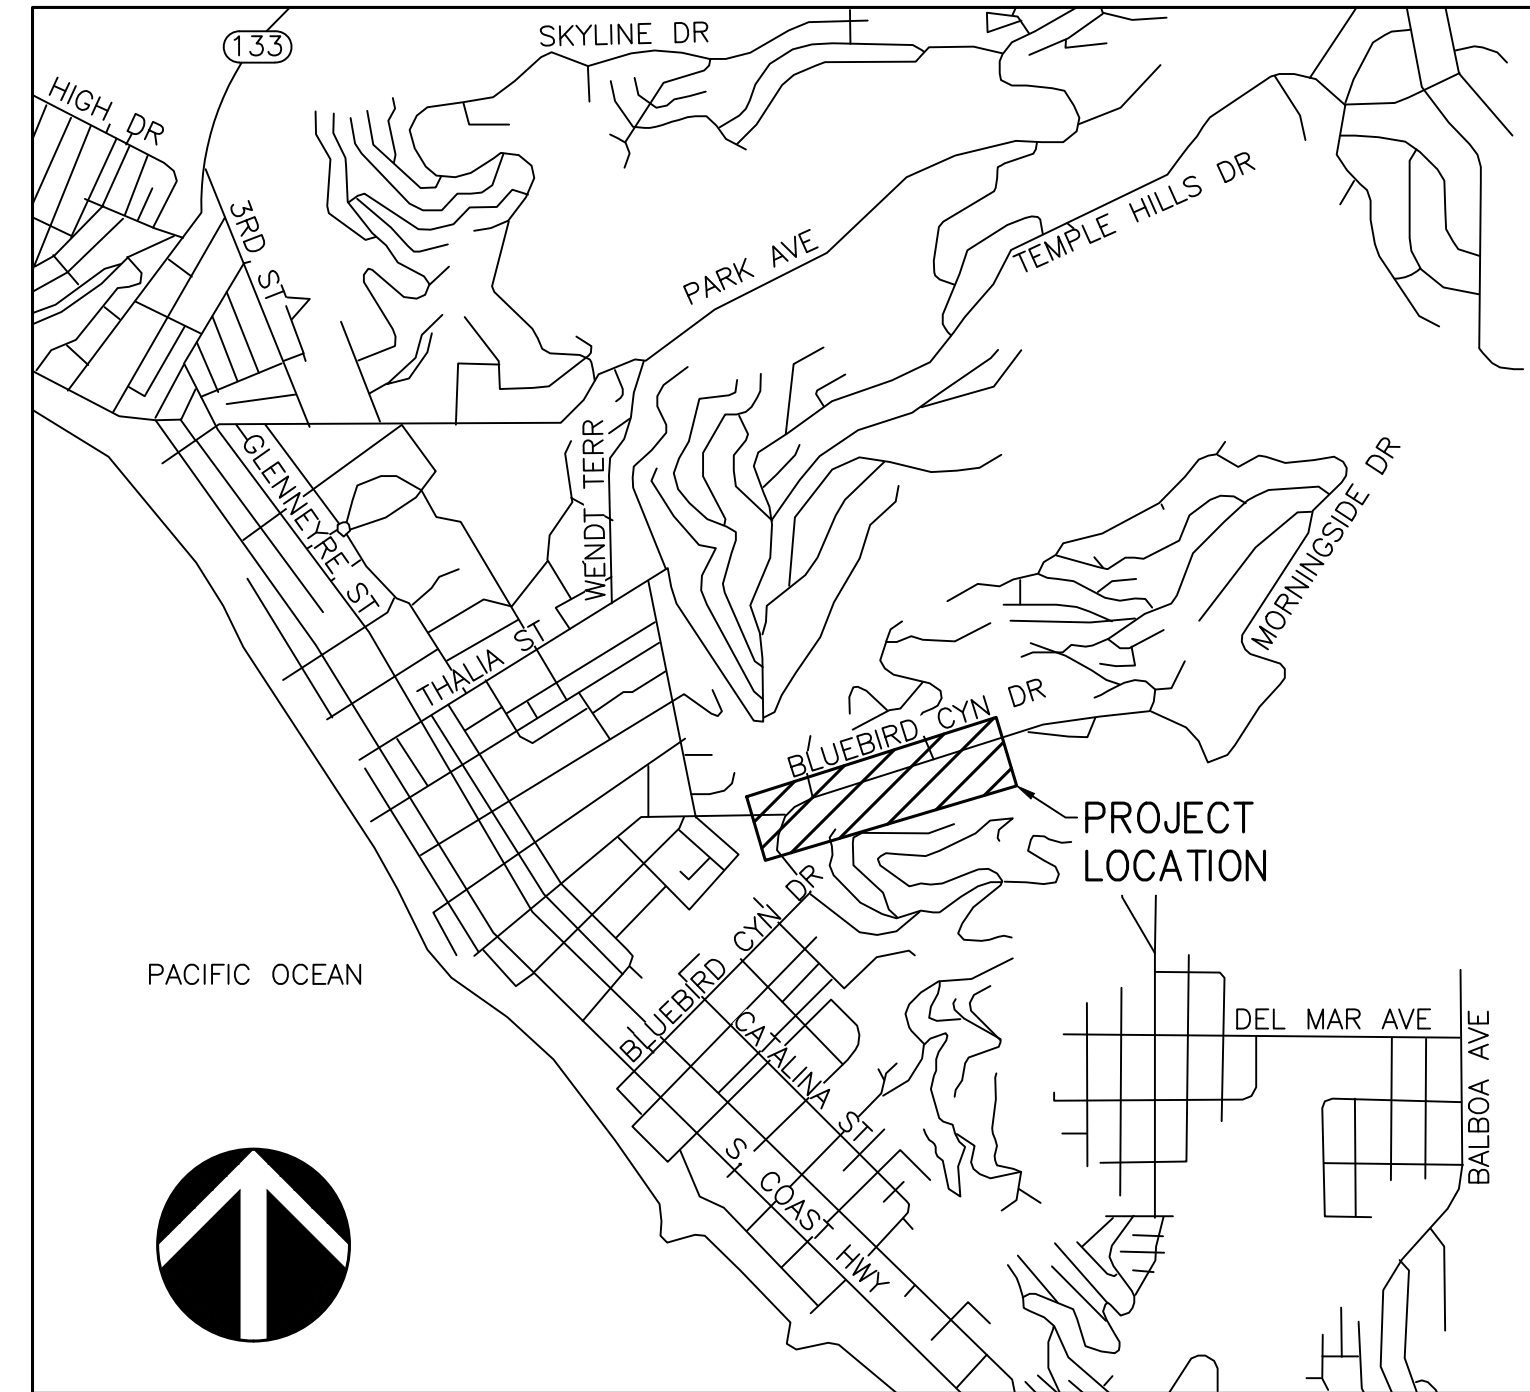 133
SKYLINE DR
HIGH DR
3RD ST
PARK AVE
TEMPLE HILLS DR
GLENNEYRE ST
WENDT TERR
THALIA ST
MORNINGSIDE DR
BLUEBIRD CYN DR
PROJECT
LOCATION
BLUEBIRD CYN DR
PACIFIC OCEAN
CATALINA ST
DEL MAR AVE
BALBOA AVE
S COAST HWY